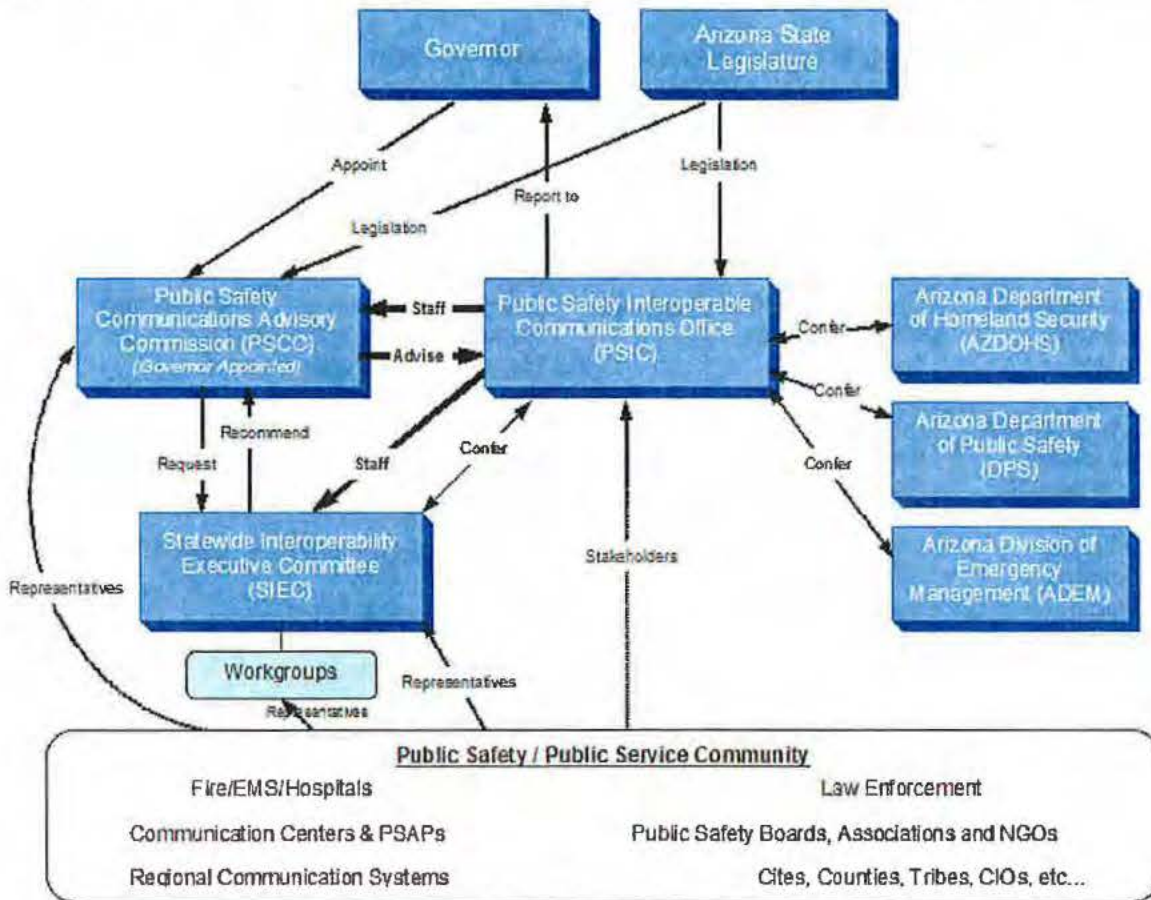 Governor
Arizona State
Legislature
Appoint
Legislation
Report to
Legislation
Public Safety
Communications Advisory
Commission (PSCC)
(Governor Appointed)
Staff
Advise
Public Safety Interoperable
Communications Office
(PSIC)
Confer
Arizona Department
of Homeland Security
(AZDOHS)
Confer
Arizona Department
of Public Safety
(DPS)
Confer
Arizona Division of
Emergency
Management (ADEM)
Request
Recommend
Staff
Confer
Statewide Interoperability
Executive Committee
(SIEC)
Stakeholders
Representatives
Workgroups
Representatives
Representatives
Public Safety / Public Service Community
Fire/EMS/Hospitals
Law Enforcement
Communication Centers & PSAPs
Public Safety Boards, Associations and NGOs
Regional Communication Systems
Cites, Counties, Tribes, CIOs, etc...